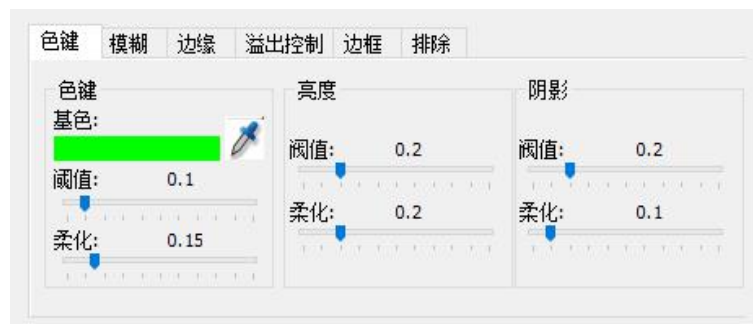 色键 模糊 边缘 溢出控制 边框 排除
色键
基色:
阈值: 0.1
柔化: 0.15
亮度
阀值: 0.2
柔化: 0.2
阴影
阀值: 0.2
柔化: 0.1